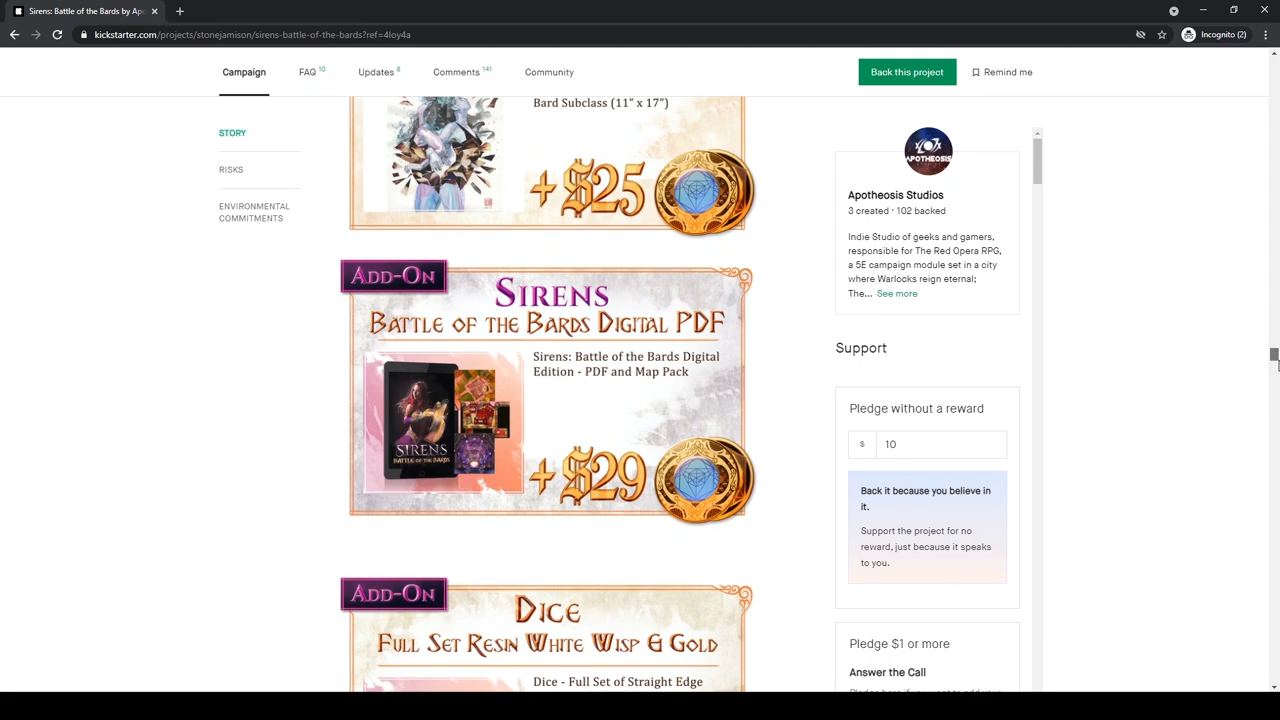 Sirens: Battle of the Bards by Apo
kickstarter.com/projects/stonejamison/sirens-battle-of-the-bards?ref=4loy4a
Incognito (2)
Campaign
FAQ 10
Updates 8
Comments 141
Community
Back this project
Remind me
STORY
RISKS
ENVIRONMENTAL
COMMITMENTS
Bard Subclass (11" x 17")
+$25
ADD-ON
SIRENS
BATTLE OF THE BARDS DIGITAL PDF
Sirens: Battle of the Bards Digital
Edition - PDF and Map Pack
SIRENS
BATTLE OF THE BARDS
+$29
ADD-ON
DICE
FULL SET RESIN WHITE WISP & GOLD
Dice - Full Set of Straight Edge
APOTHEOSIS
Apotheosis Studios
3 created · 102 backed
Indie Studio of geeks and gamers,
responsible for The Red Opera RPG,
a 5E campaign module set in a city
where Warlocks reign eternal;
The... See more
Support
Pledge without a reward
$ 10
Back it because you believe in
it.
Support the project for no
reward, just because it speaks
to you.
Pledge $1 or more
Answer the Call